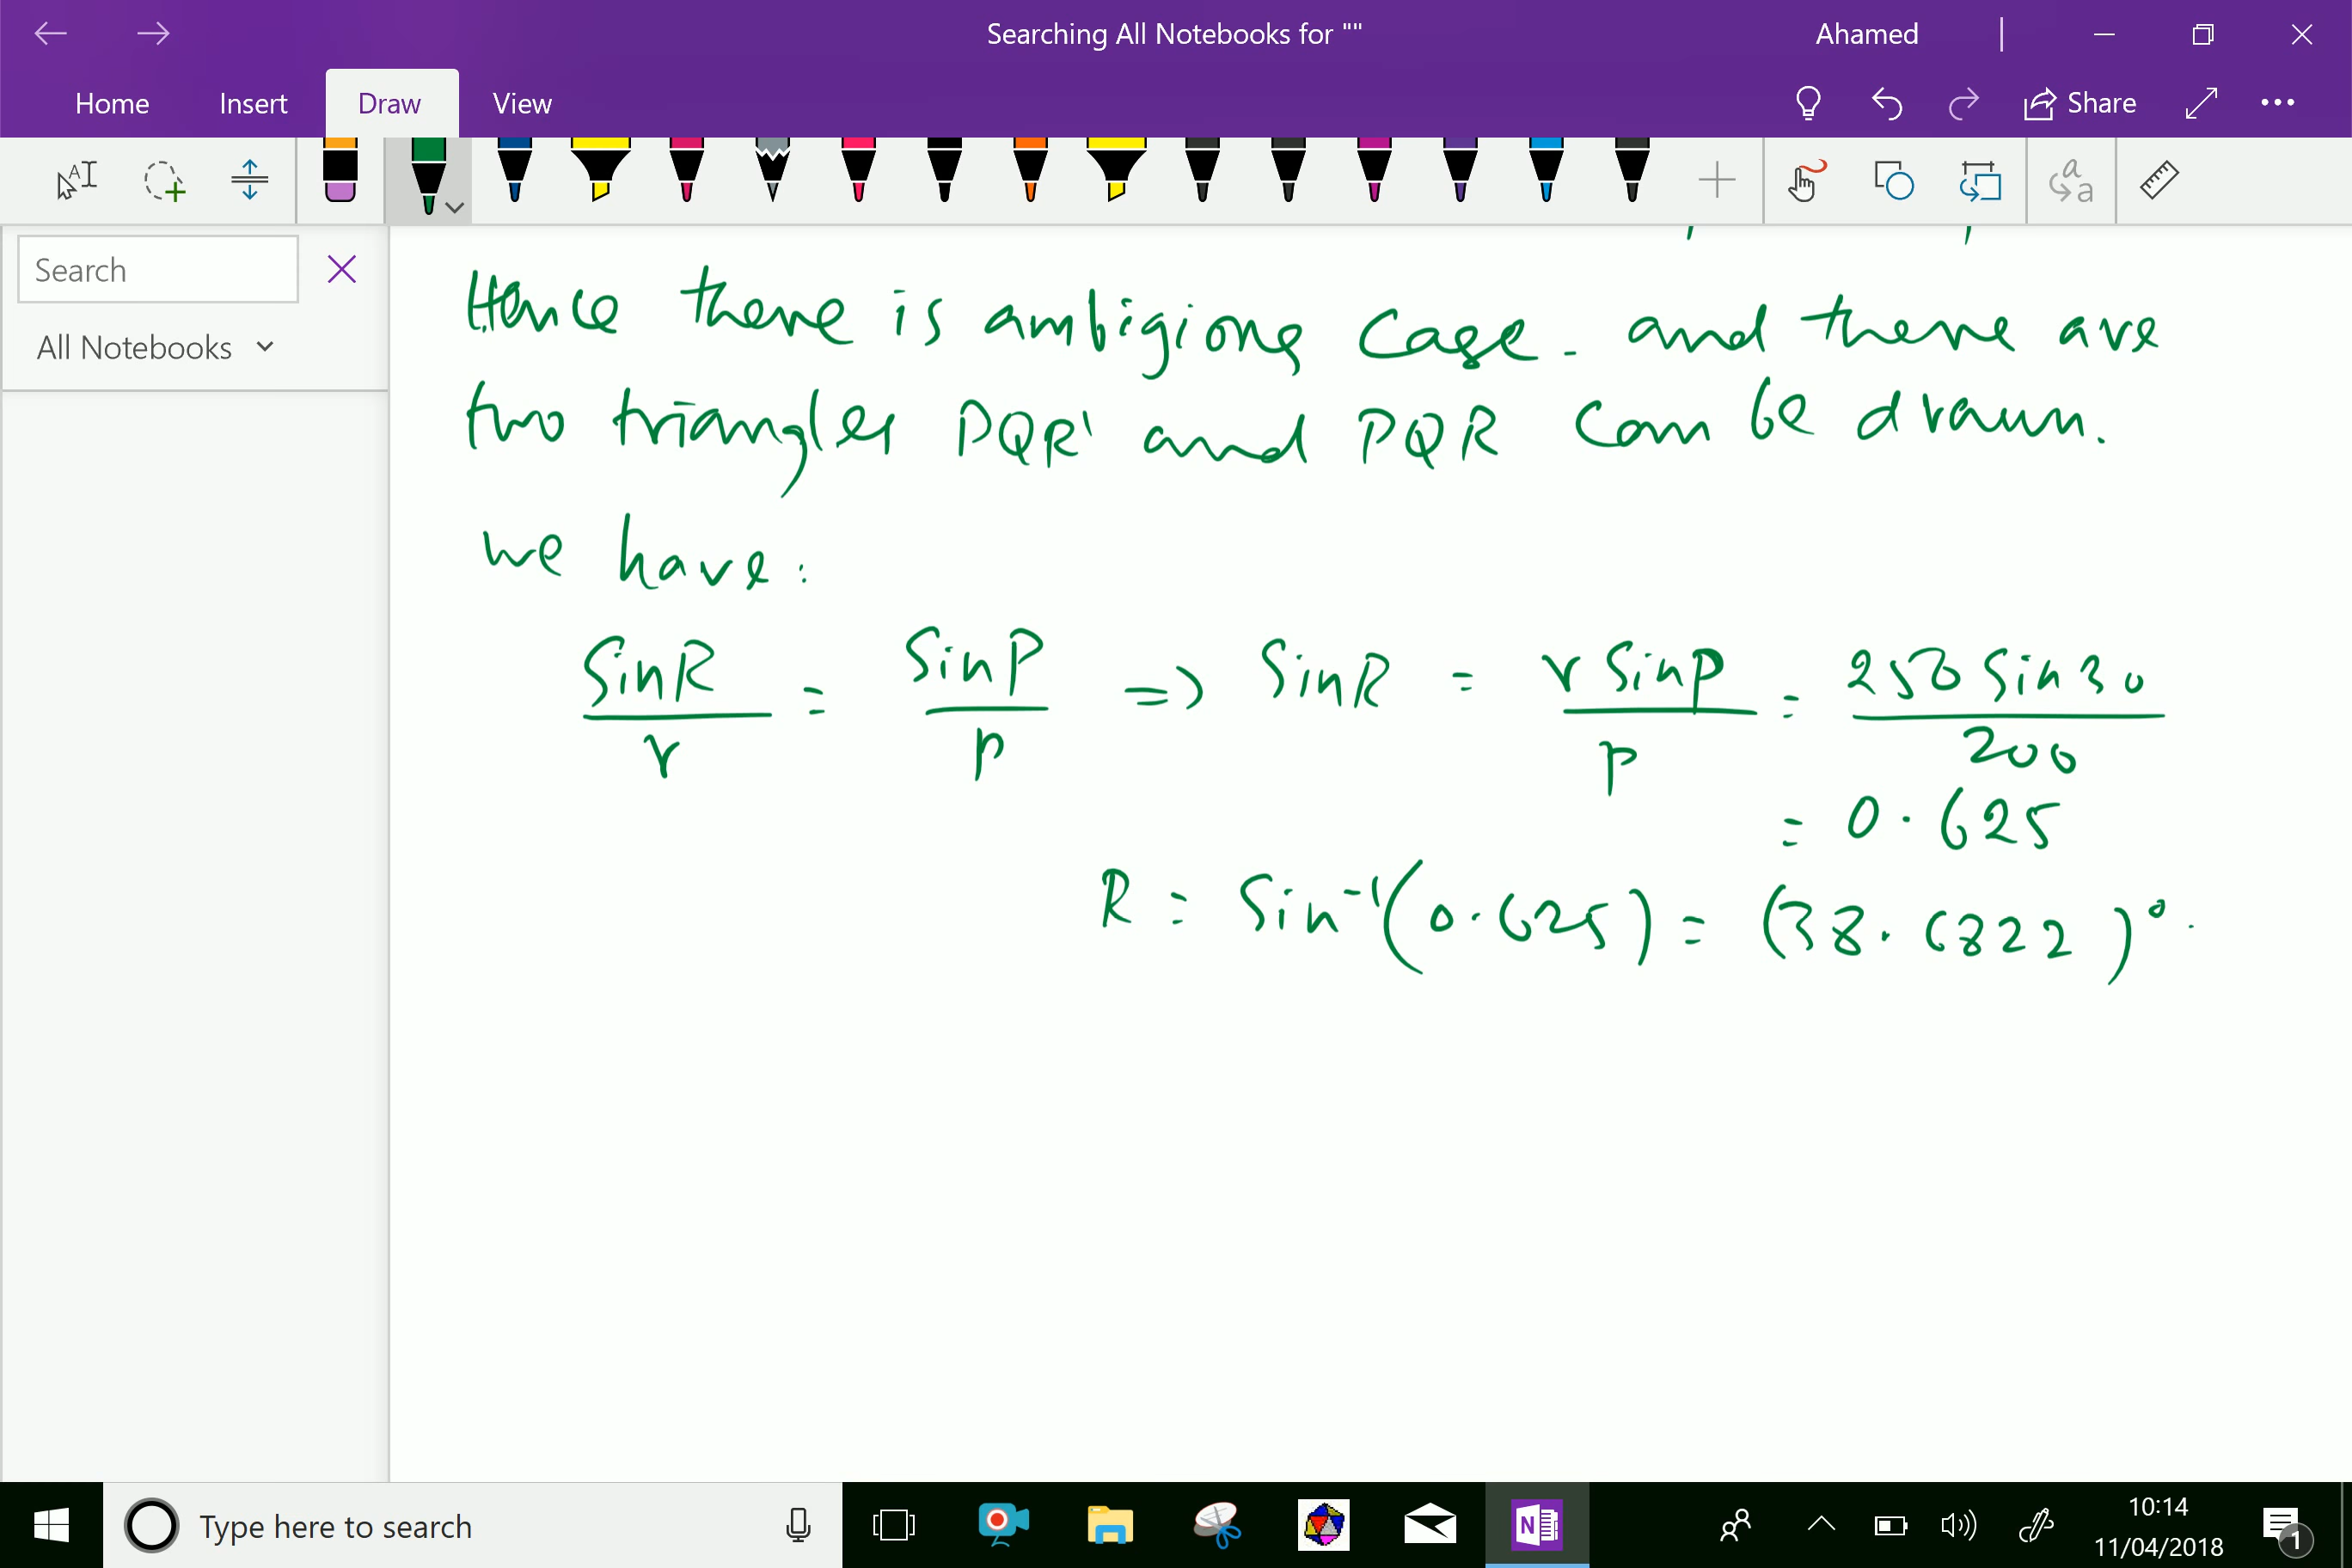 Searching All Notebooks for ""
Ahamed
Home Insert Draw View
Share
Search
All Notebooks
Hence there is ambigious case - and there are
two triangles PQR' and PQR can be drawn.
we have:
SinR/r = SinP/p => SinR = r SinP/p = 250 Sin30/200
= 0.625
R = Sin⁻¹(0.625) = (38.6822)°.
Type here to search
10:14
11/04/2018
1